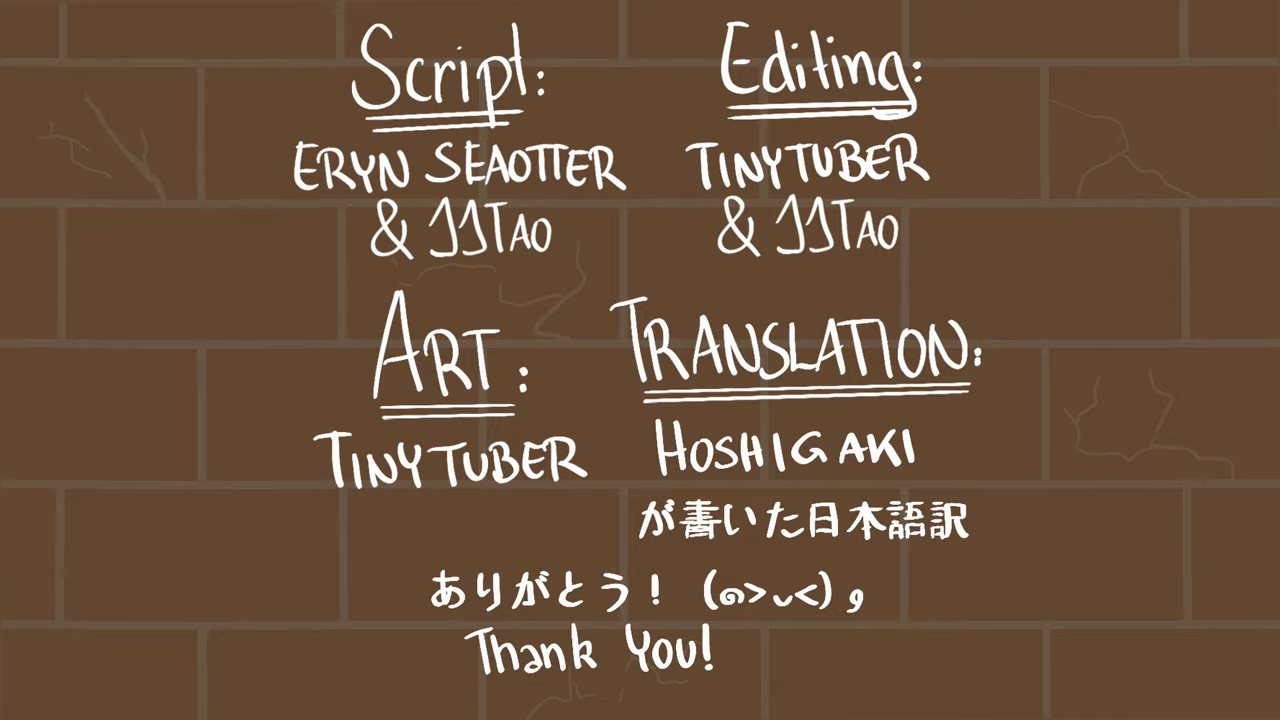 Script:
ERYN SEAOTTER
& JJTAO
Editing:
TINYTUBER
& JJTAO
ART:
TINYTUBER
TRANSLATION:
HOSHIGAKI
が書いた日本語訳
ありがとう！ (๑>ᴗ<) ,
Thank You!